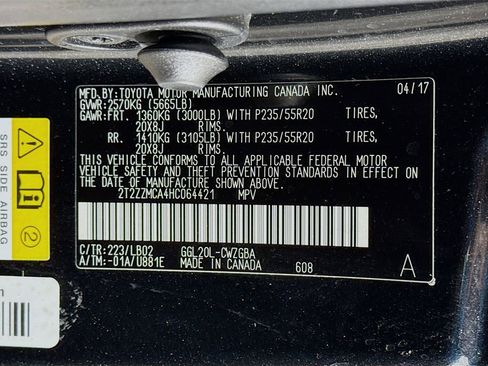 MFD. BY:TOYOTA MOTOR MANUFACTURING CANADA INC. 04/17
GVWR:2570KG (5665LB)
GAWR:FRT. 1360KG (3000LB) WITH P235/55R20 TIRES,
20X8J RIMS.
RR. 1410KG (3105LB) WITH P235/55R20 TIRES,
20X8J RIMS.
THIS VEHICLE CONFORMS TO ALL APPLICABLE FEDERAL MOTOR
VEHICLE SAFETY AND THEFT PREVENTION STANDARDS IN EFFECT
ON THE DATE OF MANUFACTURE SHOWN ABOVE.
2T2ZZMCA4HC064421 MPV
C/TR:223/LB02 GGL20L-CWZGBA
A/TM:-01A/U881E MADE IN CANADA 608 A
SRS SIDE AIRBAG
2